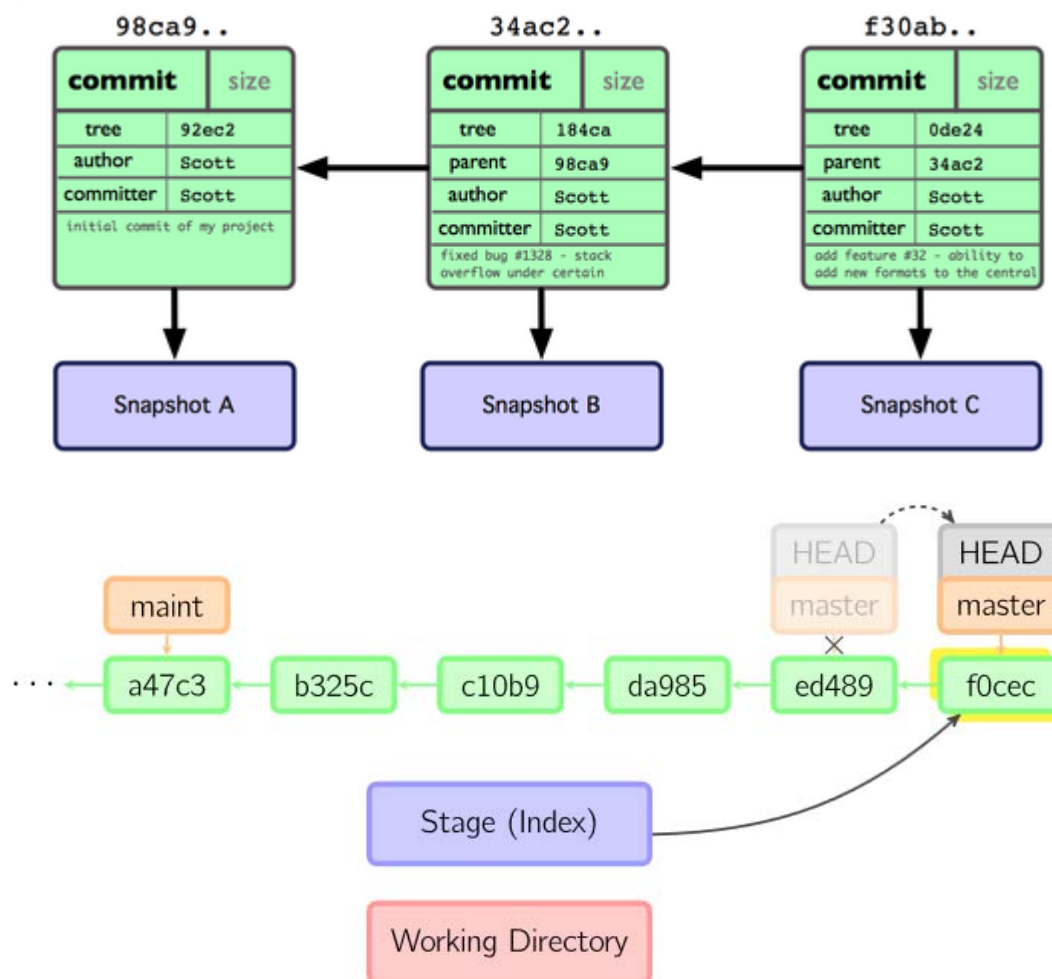 98ca9.. 34ac2.. f30ab..
commit size commit size commit size
tree 92ec2 tree 184ca tree 0de24
author Scott parent 98ca9 parent 34ac2
committer Scott author Scott author Scott
initial commit of my project committer Scott committer Scott
fixed bug #1328 - stack add feature #32 - ability to
overflow under certain add new formats to the central
Snapshot A Snapshot B Snapshot C
HEAD HEAD
maint master master
... a47c3 b325c c10b9 da985 ed489 f0cec
Stage (Index)
Working Directory